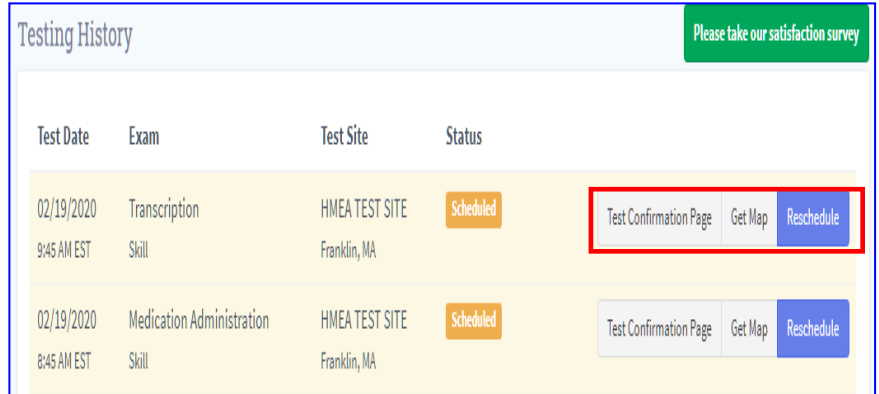 Testing History Please take our satisfaction survey
Test Date Exam Test Site Status
02/19/2020 Transcription HMEA TEST SITE Scheduled Test Confirmation Page Get Map Reschedule
9:45 AM EST Skill Franklin, MA
02/19/2020 Medication Administration HMEA TEST SITE Scheduled Test Confirmation Page Get Map Reschedule
8:45 AM EST Skill Franklin, MA